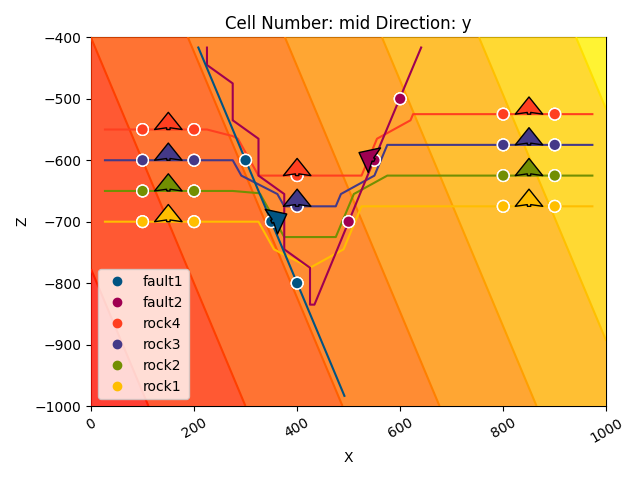 Cell Number: mid Direction: y
−400
−500
−600
−700
−800
−900
−1000
Z
fault1
fault2
rock4
rock3
rock2
rock1
0
200
400
600
800
1000
X